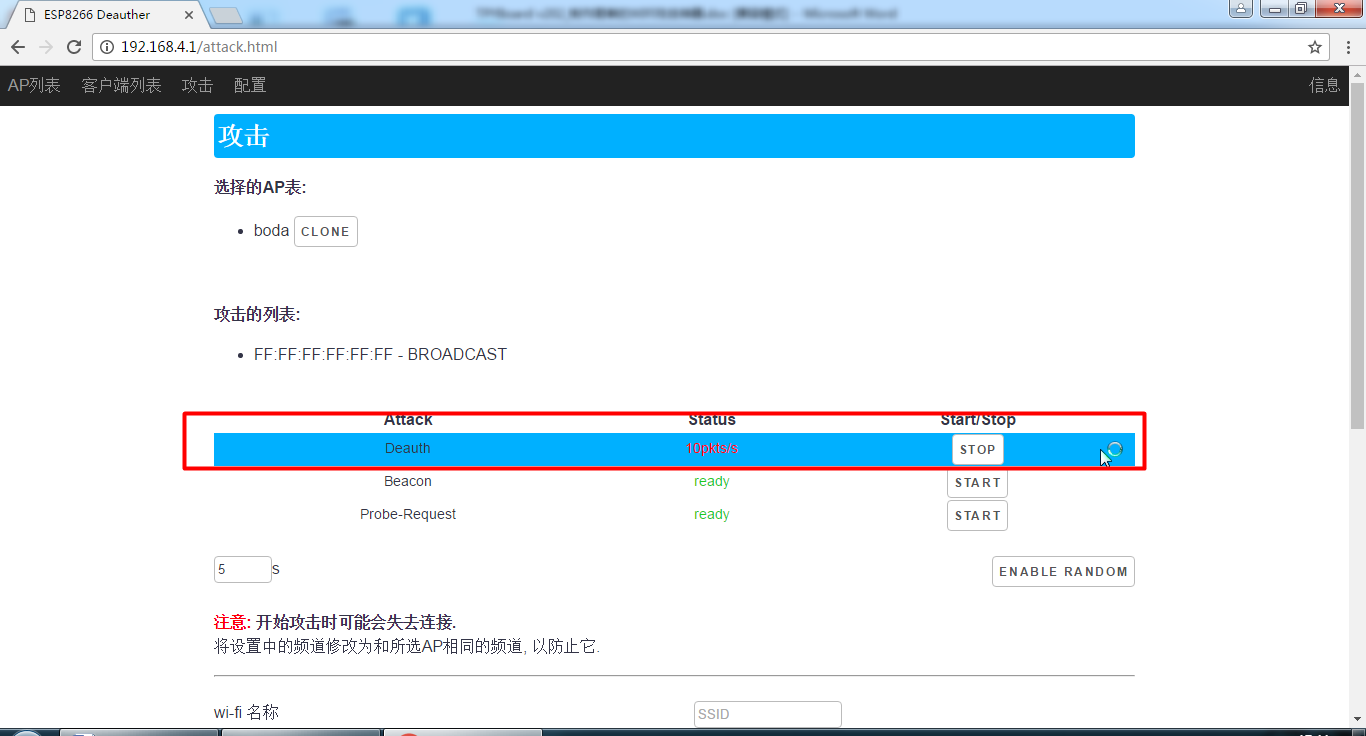 ESP8266 Deauther
192.168.4.1/attack.html
AP列表 客户端列表 攻击 配置 信息
攻击
选择的AP表:
boda CLONE
攻击的列表:
FF:FF:FF:FF:FF:FF - BROADCAST
Attack Status Start/Stop
Deauth 10pkts/s STOP
Beacon ready START
Probe-Request ready START
5 s ENABLE RANDOM
注意: 开始攻击时可能会失去连接.
将设置中的频道修改为和所选AP相同的频道, 以防止它.
wi-fi 名称 SSID